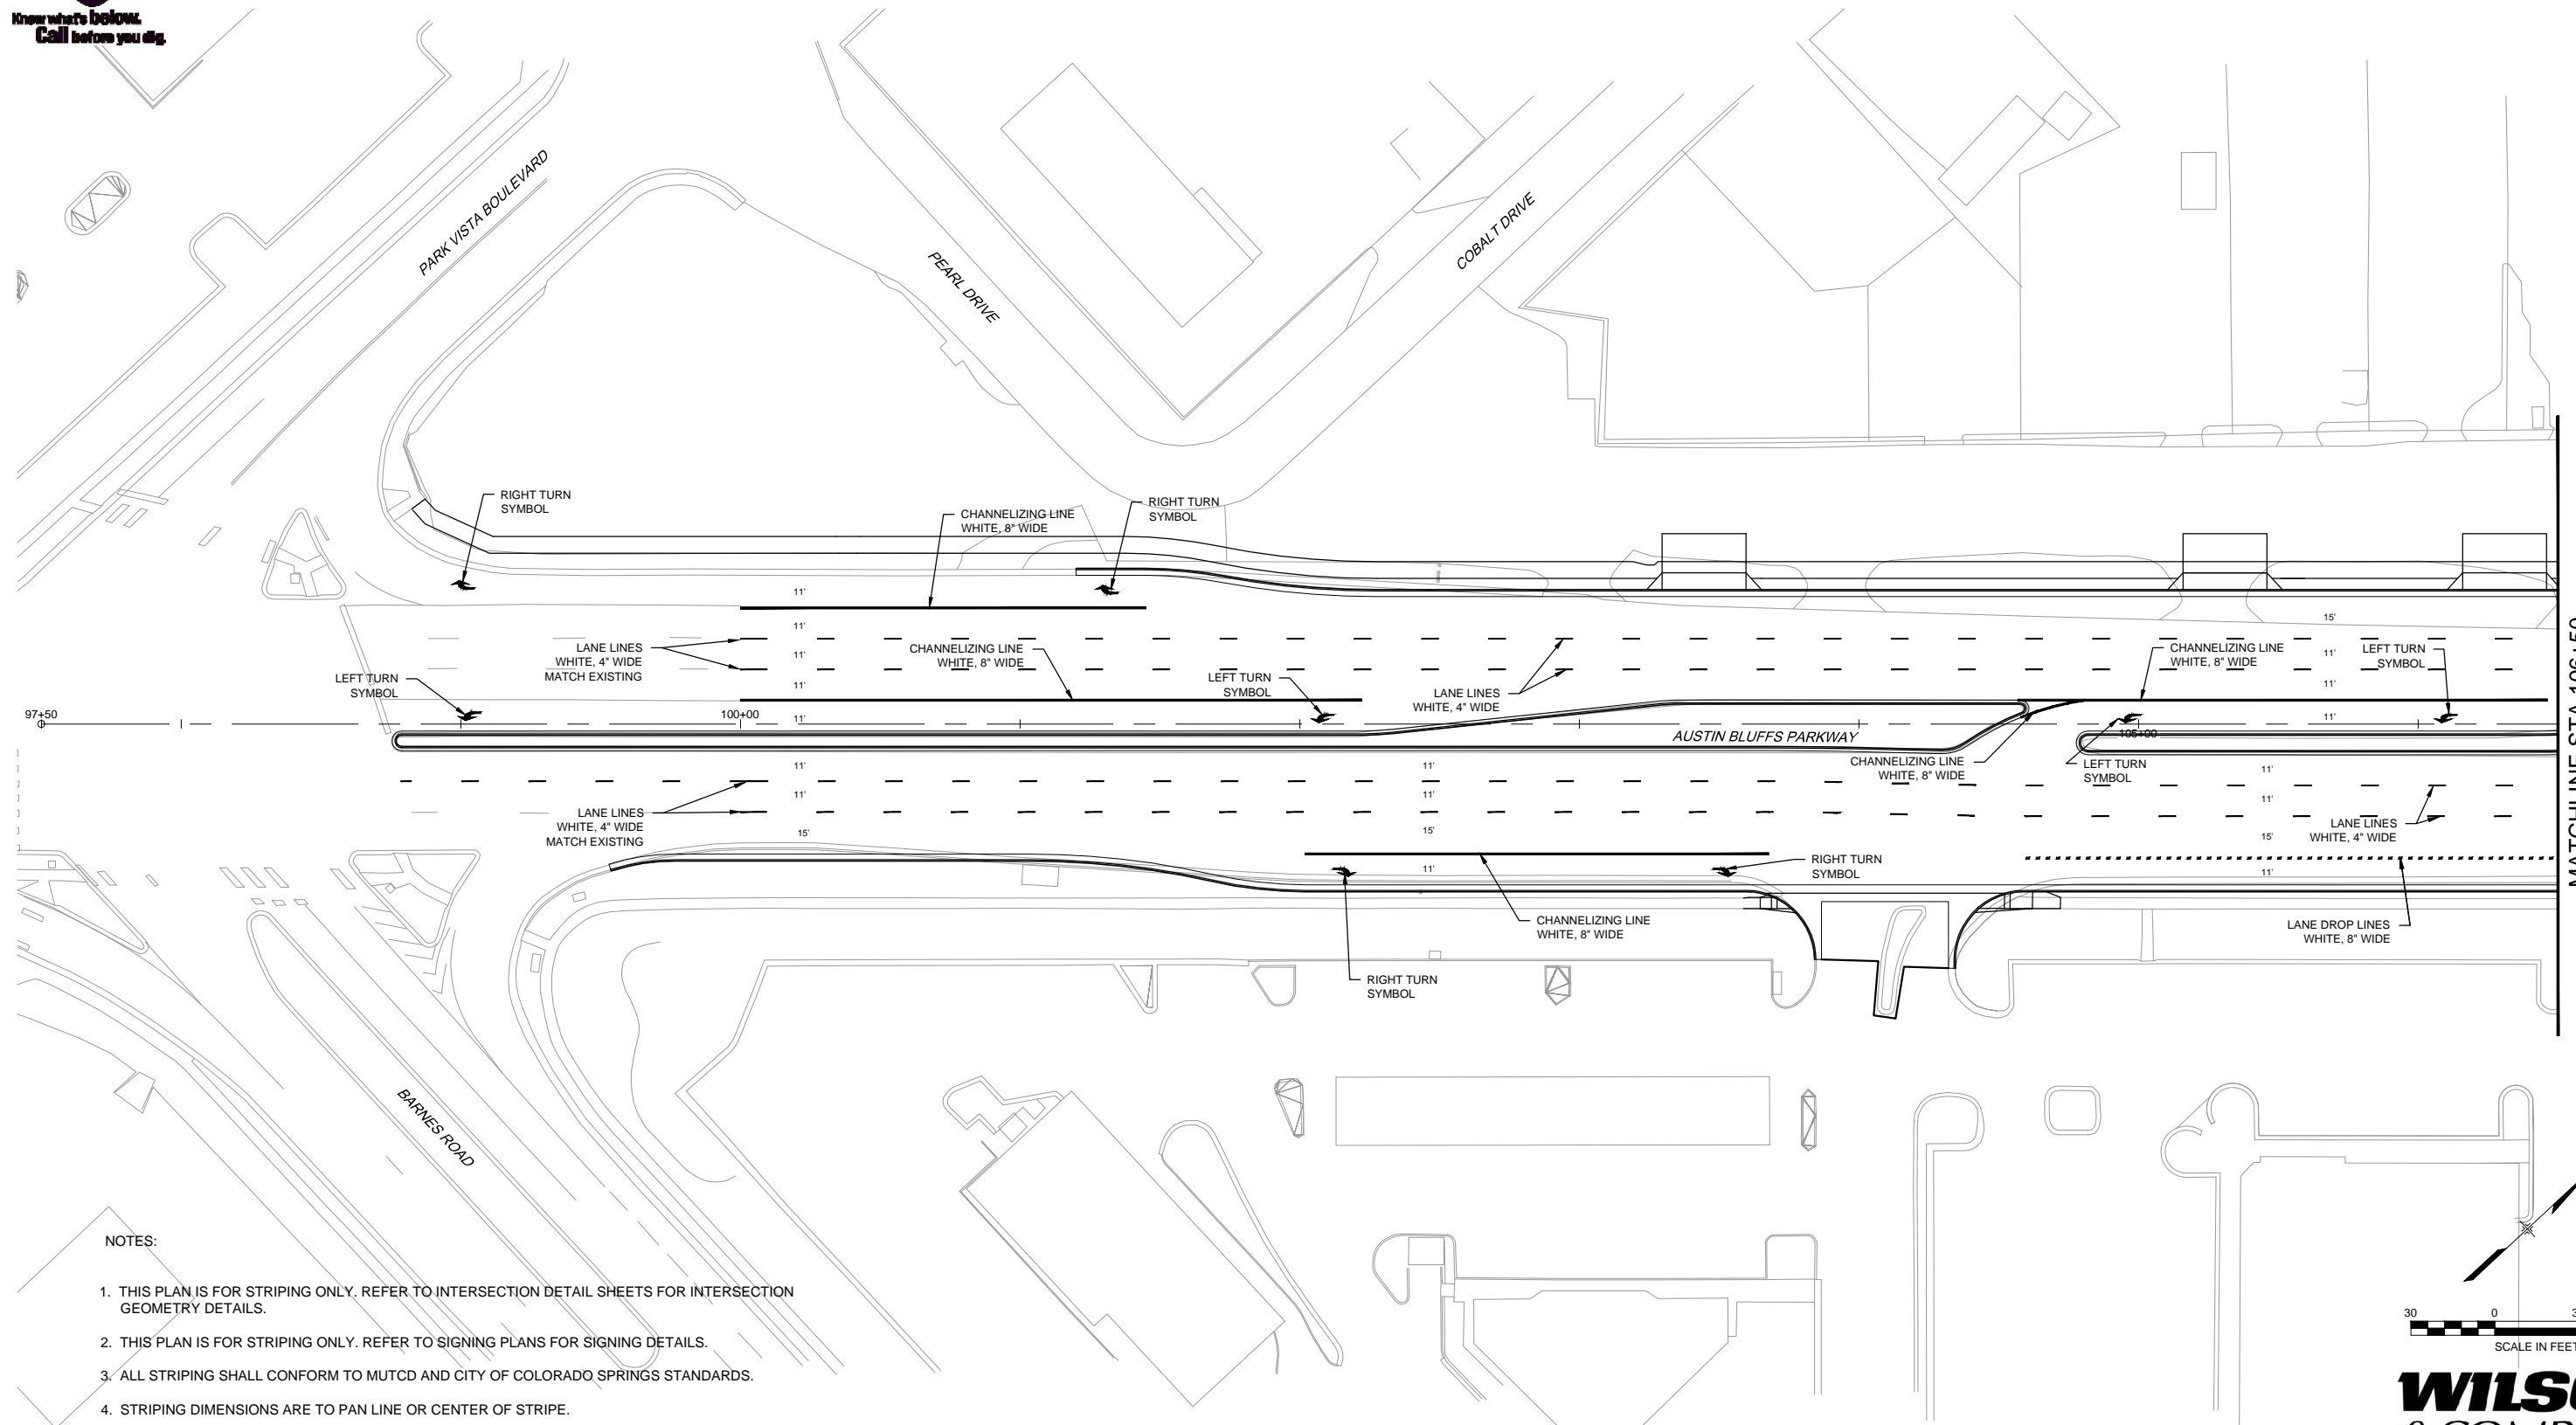 Know what's below.
Call before you dig.
PARK VISTA BOULEVARD
PEARL DRIVE
COBALT DRIVE
RIGHT TURN
SYMBOL
CHANNELIZING LINE
WHITE, 8" WIDE
RIGHT TURN
SYMBOL
11'
11'
11'
11'
11'
LANE LINES
WHITE, 4" WIDE
MATCH EXISTING
CHANNELIZING LINE
WHITE, 8" WIDE
LEFT TURN
SYMBOL
LEFT TURN
SYMBOL
LANE LINES
WHITE, 4" WIDE
15'
11'
11'
11'
CHANNELIZING LINE
WHITE, 8" WIDE
LEFT TURN
SYMBOL
97+50
100+00
105+00
AUSTIN BLUFFS PARKWAY
CHANNELIZING LINE
WHITE, 8" WIDE
LEFT TURN
SYMBOL
11'
11'
15'
11'
11'
15'
11'
11'
11'
15'
11'
LANE LINES
WHITE, 4" WIDE
MATCH EXISTING
LANE LINES
WHITE, 4" WIDE
RIGHT TURN
SYMBOL
CHANNELIZING LINE
WHITE, 8" WIDE
LANE DROP LINES
WHITE, 8" WIDE
RIGHT TURN
SYMBOL
MATCHLINE STA 106+50
BARNES ROAD
NOTES:
1. THIS PLAN IS FOR STRIPING ONLY. REFER TO INTERSECTION DETAIL SHEETS FOR INTERSECTION
GEOMETRY DETAILS.
2. THIS PLAN IS FOR STRIPING ONLY. REFER TO SIGNING PLANS FOR SIGNING DETAILS.
3. ALL STRIPING SHALL CONFORM TO MUTCD AND CITY OF COLORADO SPRINGS STANDARDS.
4. STRIPING DIMENSIONS ARE TO PAN LINE OR CENTER OF STRIPE.
30 0
SCALE IN FEET